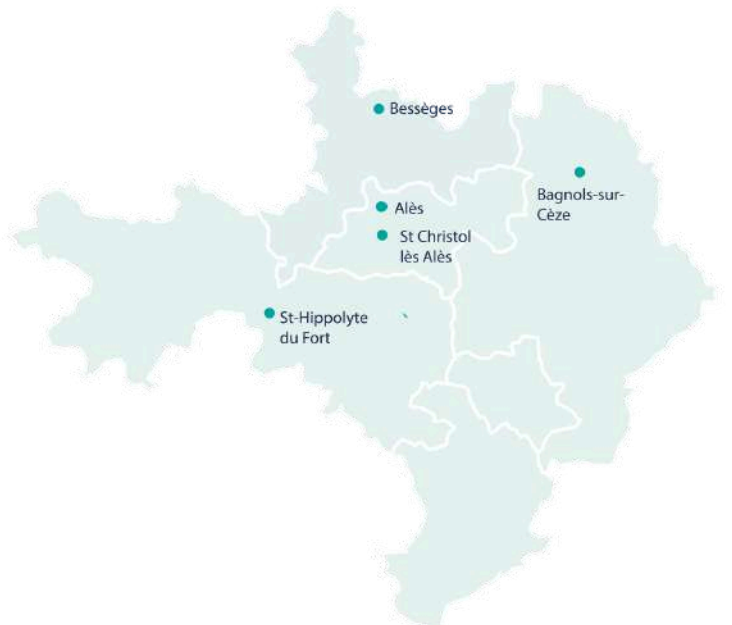 Bessèges
Bagnols-sur-
Cèze
Alès
St Christol
lès Alès
St-Hippolyte
du Fort